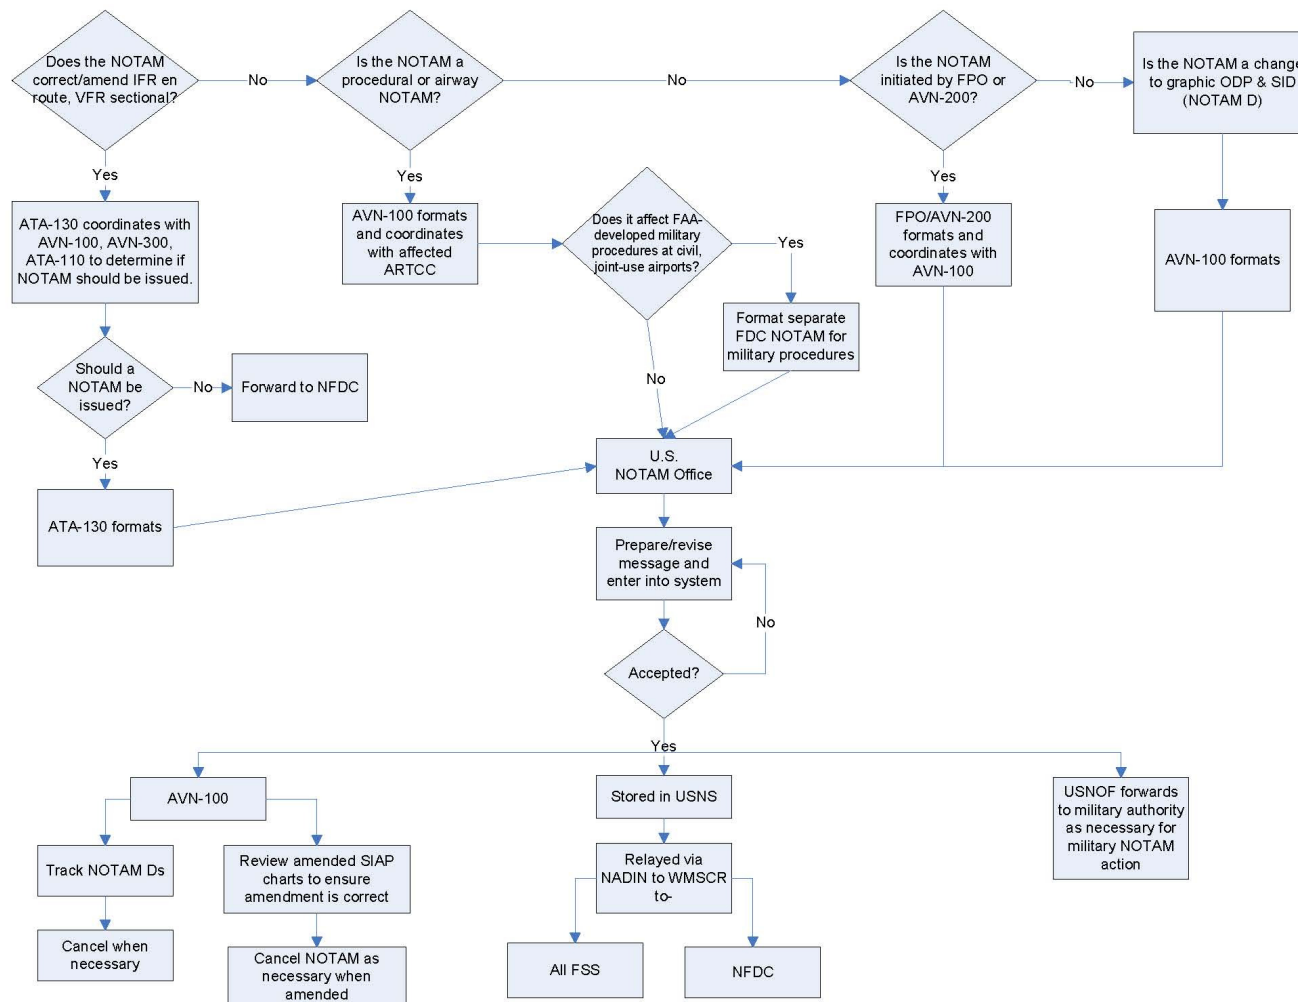 Does the NOTAM
correct/amend IFR en
route, VFR sectional?
No
Is the NOTAM a
procedural or airway
NOTAM?
No
Is the NOTAM
initiated by FPO or
AVN-200?
No
Is the NOTAM a change
to graphic ODP & SID
(NOTAM D)
Yes
Yes
Yes
ATA-130 coordinates with
AVN-100, AVN-300,
ATA-110 to determine if
NOTAM should be issued.
AVN-100 formats
and coordinates
with affected
ARTCC
Does it affect FAA-
developed military
procedures at civil,
joint-use airports?
Yes
FPO/AVN-200
formats and
coordinates with
AVN-100
AVN-100 formats
Format separate
FDC NOTAM for
military procedures
Should a
NOTAM be
issued?
No
Forward to NFDC
No
Yes
U.S.
NOTAM Office
ATA-130 formats
Prepare/revise
message and
enter into system
No
Accepted?
Yes
AVN-100
Stored in USNS
USNOF forwards
to military authority
as necessary for
military NOTAM
action
Track NOTAM Ds
Review amended SIAP
charts to ensure
amendment is correct
Relayed via
NADIN to WMSCR
to-
Cancel when
necessary
Cancel NOTAM as
necessary when
amended
All FSS
NFDC